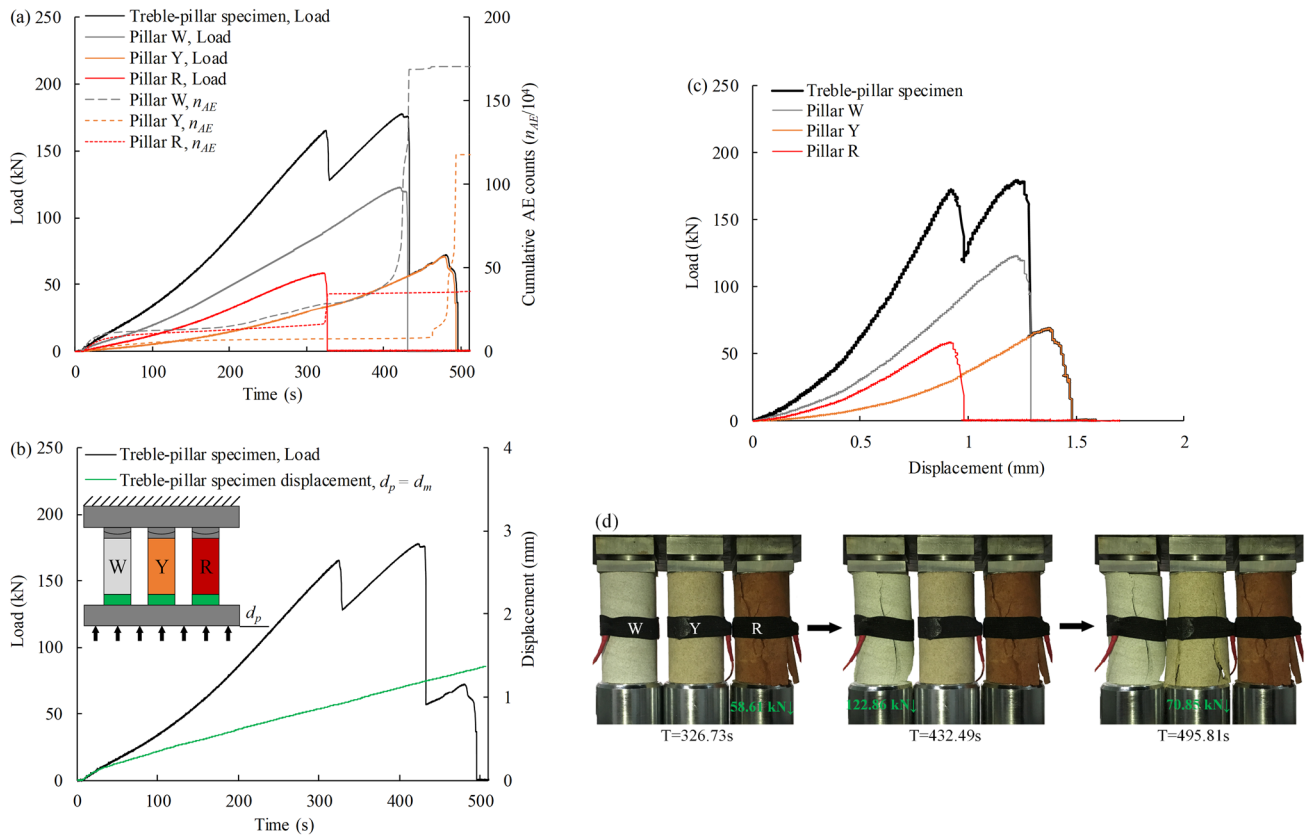 (a)
250
200
150
100
50
0
Load (kN)
Treble-pillar specimen, Load
Pillar W, Load
Pillar Y, Load
Pillar R, Load
Pillar W, nAE
Pillar Y, nAE
Pillar R, nAE
200
150
100
50
0
Cumulative AE counts (nAE/10⁴)
0 100 200 300 400 500
Time (s)
(b)
250
200
150
100
50
0
Load (kN)
Treble-pillar specimen, Load
Treble-pillar specimen displacement, dp = dm
W Y R
dp
4
3
2
1
0
Displacement (mm)
0 100 200 300 400 500
Time (s)
(c)
250
200
150
100
50
0
Load (kN)
Treble-pillar specimen
Pillar W
Pillar Y
Pillar R
0 0.5 1 1.5 2
Displacement (mm)
(d)
W Y R
58.61 kN↓
122.86 kN↓
70.85 kN↓
T=326.73s
T=432.49s
T=495.81s